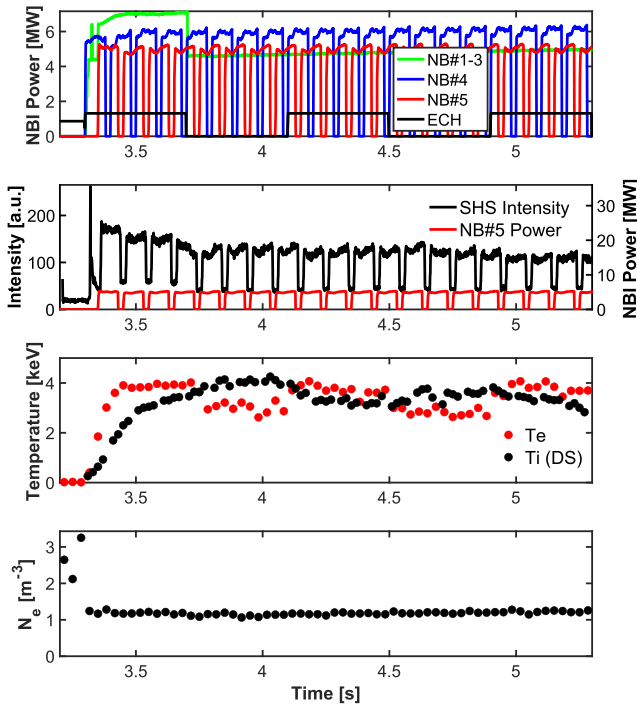 NBI Power [MW]
6
4
2
0
NB#1-3
NB#4
NB#5
ECH
3.5 4 4.5 5
Intensity [a.u.]
200
100
0
SHS Intensity
NB#5 Power
30
20
10
0
NBI Power [MW]
3.5 4 4.5 5
Temperature [keV]
4
2
0
Te
Ti (DS)
3.5 4 4.5 5
N_e [m^-3]
3
2
1
0
3.5 4 4.5 5
Time [s]